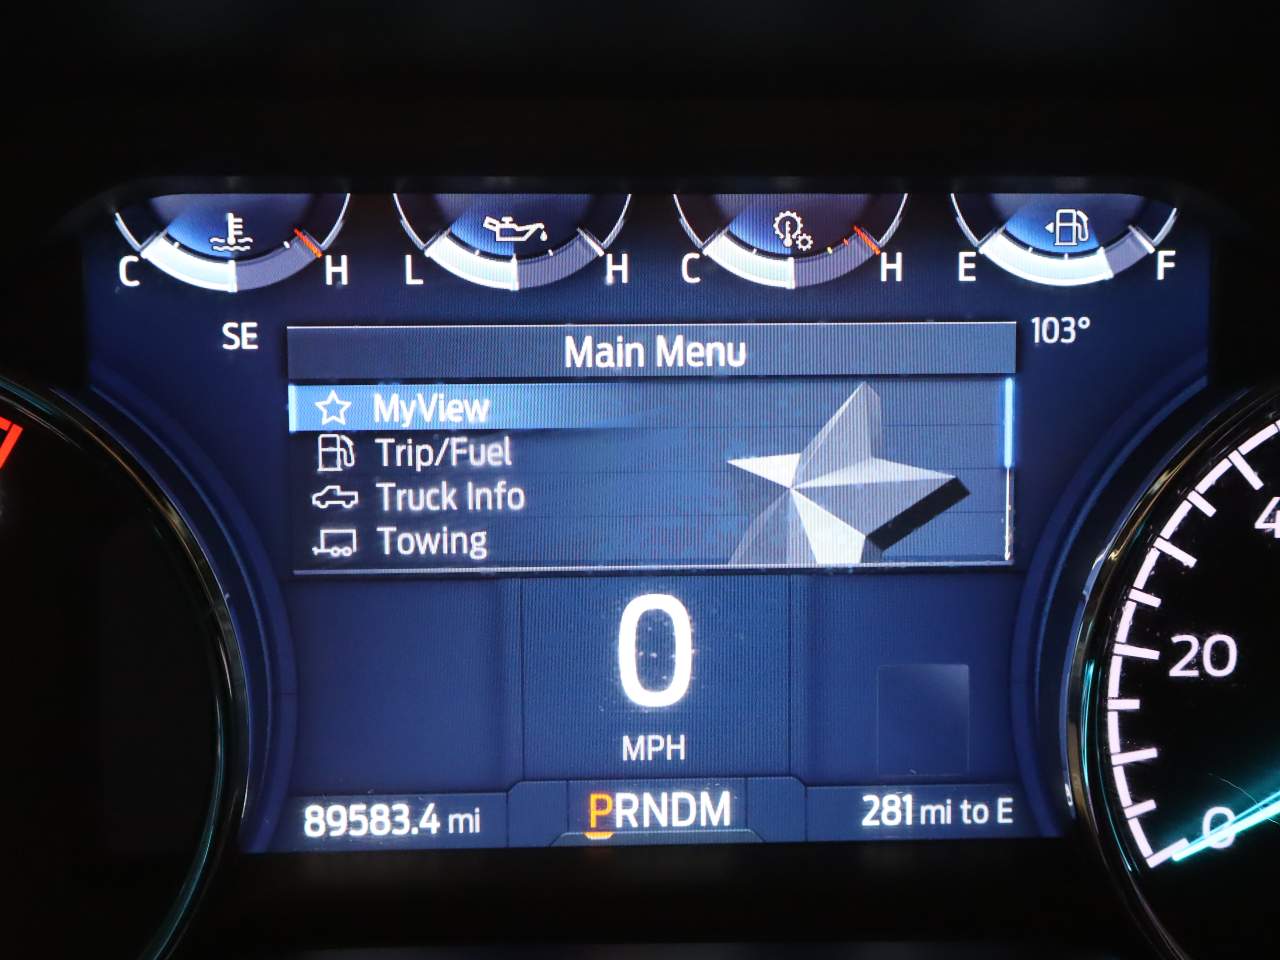 C H L H C H E F
SE
103°
Main Menu
MyView
Trip/Fuel
Truck Info
Towing
0
MPH
20
0
89583.4 mi
PRNDM
281 mi to E